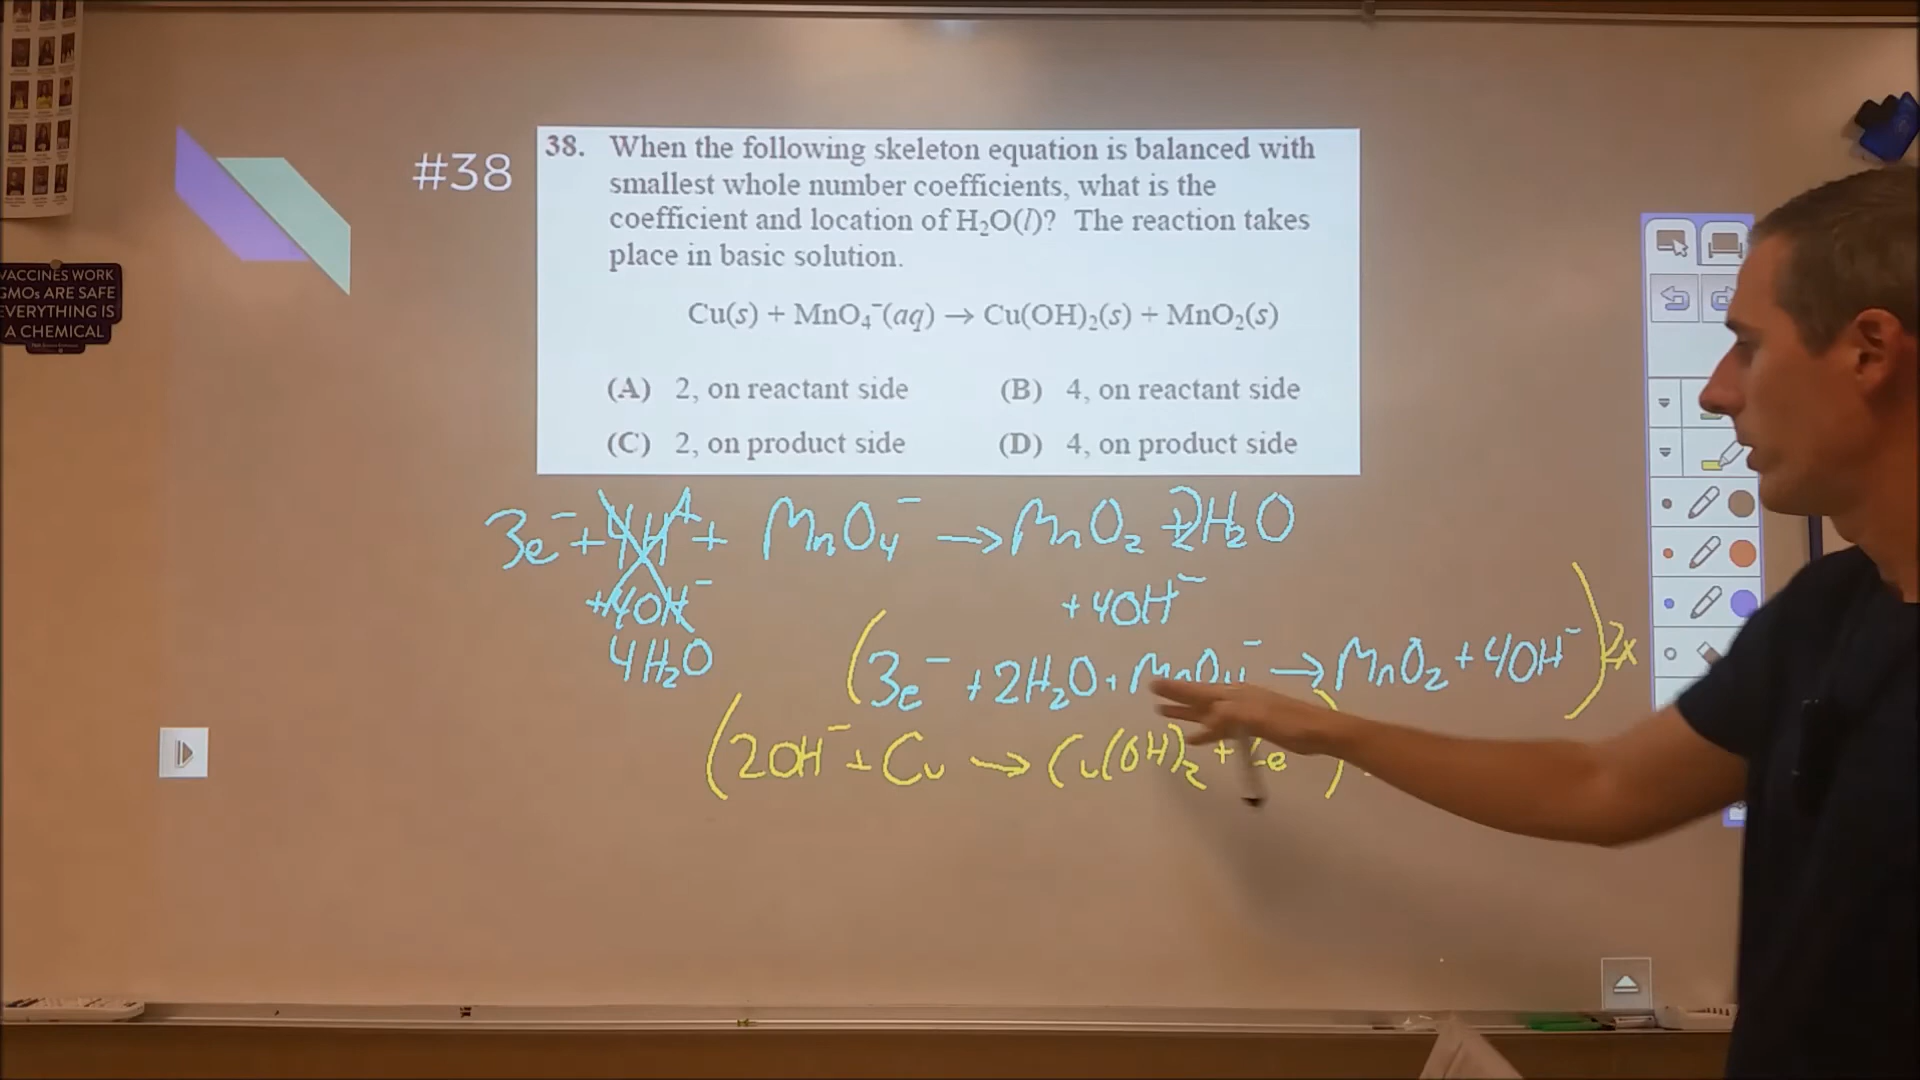 VACCINES WORK
GMOs ARE SAFE
EVERYTHING IS
A CHEMICAL
#38
38. When the following skeleton equation is balanced with
smallest whole number coefficients, what is the
coefficient and location of H₂O(l)? The reaction takes
place in basic solution.
Cu(s) + MnO₄⁻(aq) → Cu(OH)₂(s) + MnO₂(s)
(A) 2, on reactant side (B) 4, on reactant side
(C) 2, on product side (D) 4, on product side
3e⁻ + 4H⁺ + MnO₄⁻ → MnO₂ + 2H₂O
+4OH⁻ +4OH⁻
4H₂O
(3e⁻ + 2H₂O + MnO₄⁻ → MnO₂ + 4OH⁻) 2x
(2OH⁻ + Cu → Cu(OH)₂ + e )